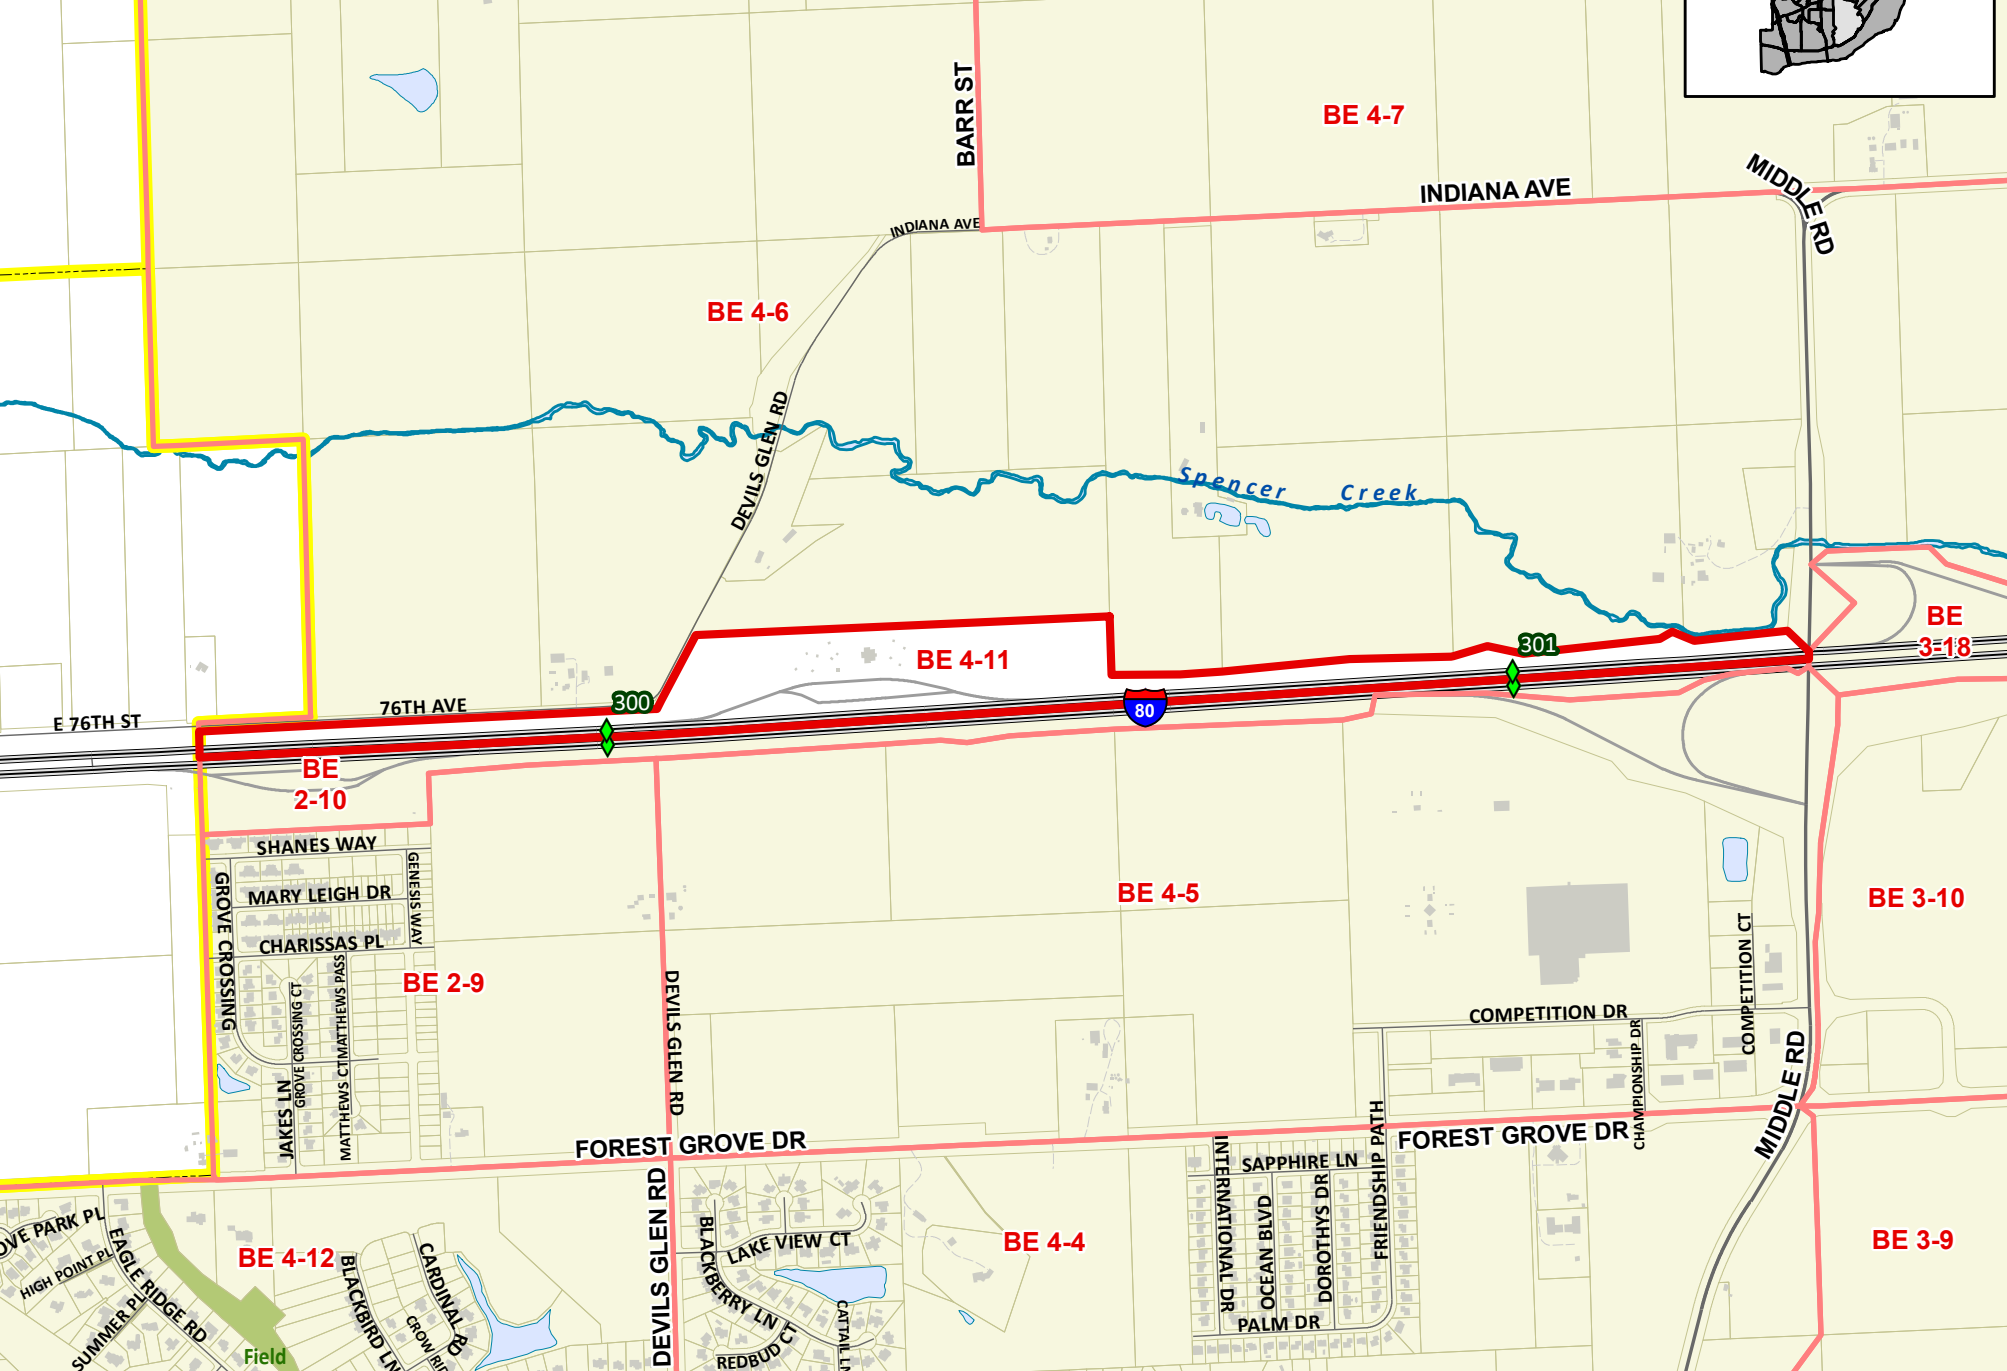 BARR ST
BE 4-7
MIDDLE RD
INDIANA AVE
INDIANA AVE
BE 4-6
DEVILS GLEN RD
Spencer Creek
BE
3-18
301
BE 4-11
300
76TH AVE
E 76TH ST
80
BE
2-10
SHANES WAY
GENESIS WAY
MARY LEIGH DR
GROVE CROSSING
CHARISSAS PL
BE 4-5
BE 3-10
BE 2-9
MATTHEWS PASS
GROVE CROSSING CT
MATTHEWS CT
JAKES LN
DEVILS GLEN RD
COMPETITION CT
COMPETITION DR
CHAMPIONSHIP DR
MIDDLE RD
FOREST GROVE DR
FOREST GROVE DR
FRIENDSHIP PATH
SAPPHIRE LN
INTERNATIONAL DR
OCEAN BLVD
DOROTHYS DR
PALM DR
BE 4-4
BE 3-9
DEVILS GLEN RD
BLACKBERRY LN
LAKE VIEW CT
REDBUD CT
CATTAIL LN
BE 4-12
EAGLE RIDGE RD
HIGH POINT PL
SUMMER PL
BLACKBIRD LN
CARDINAL RD
Field